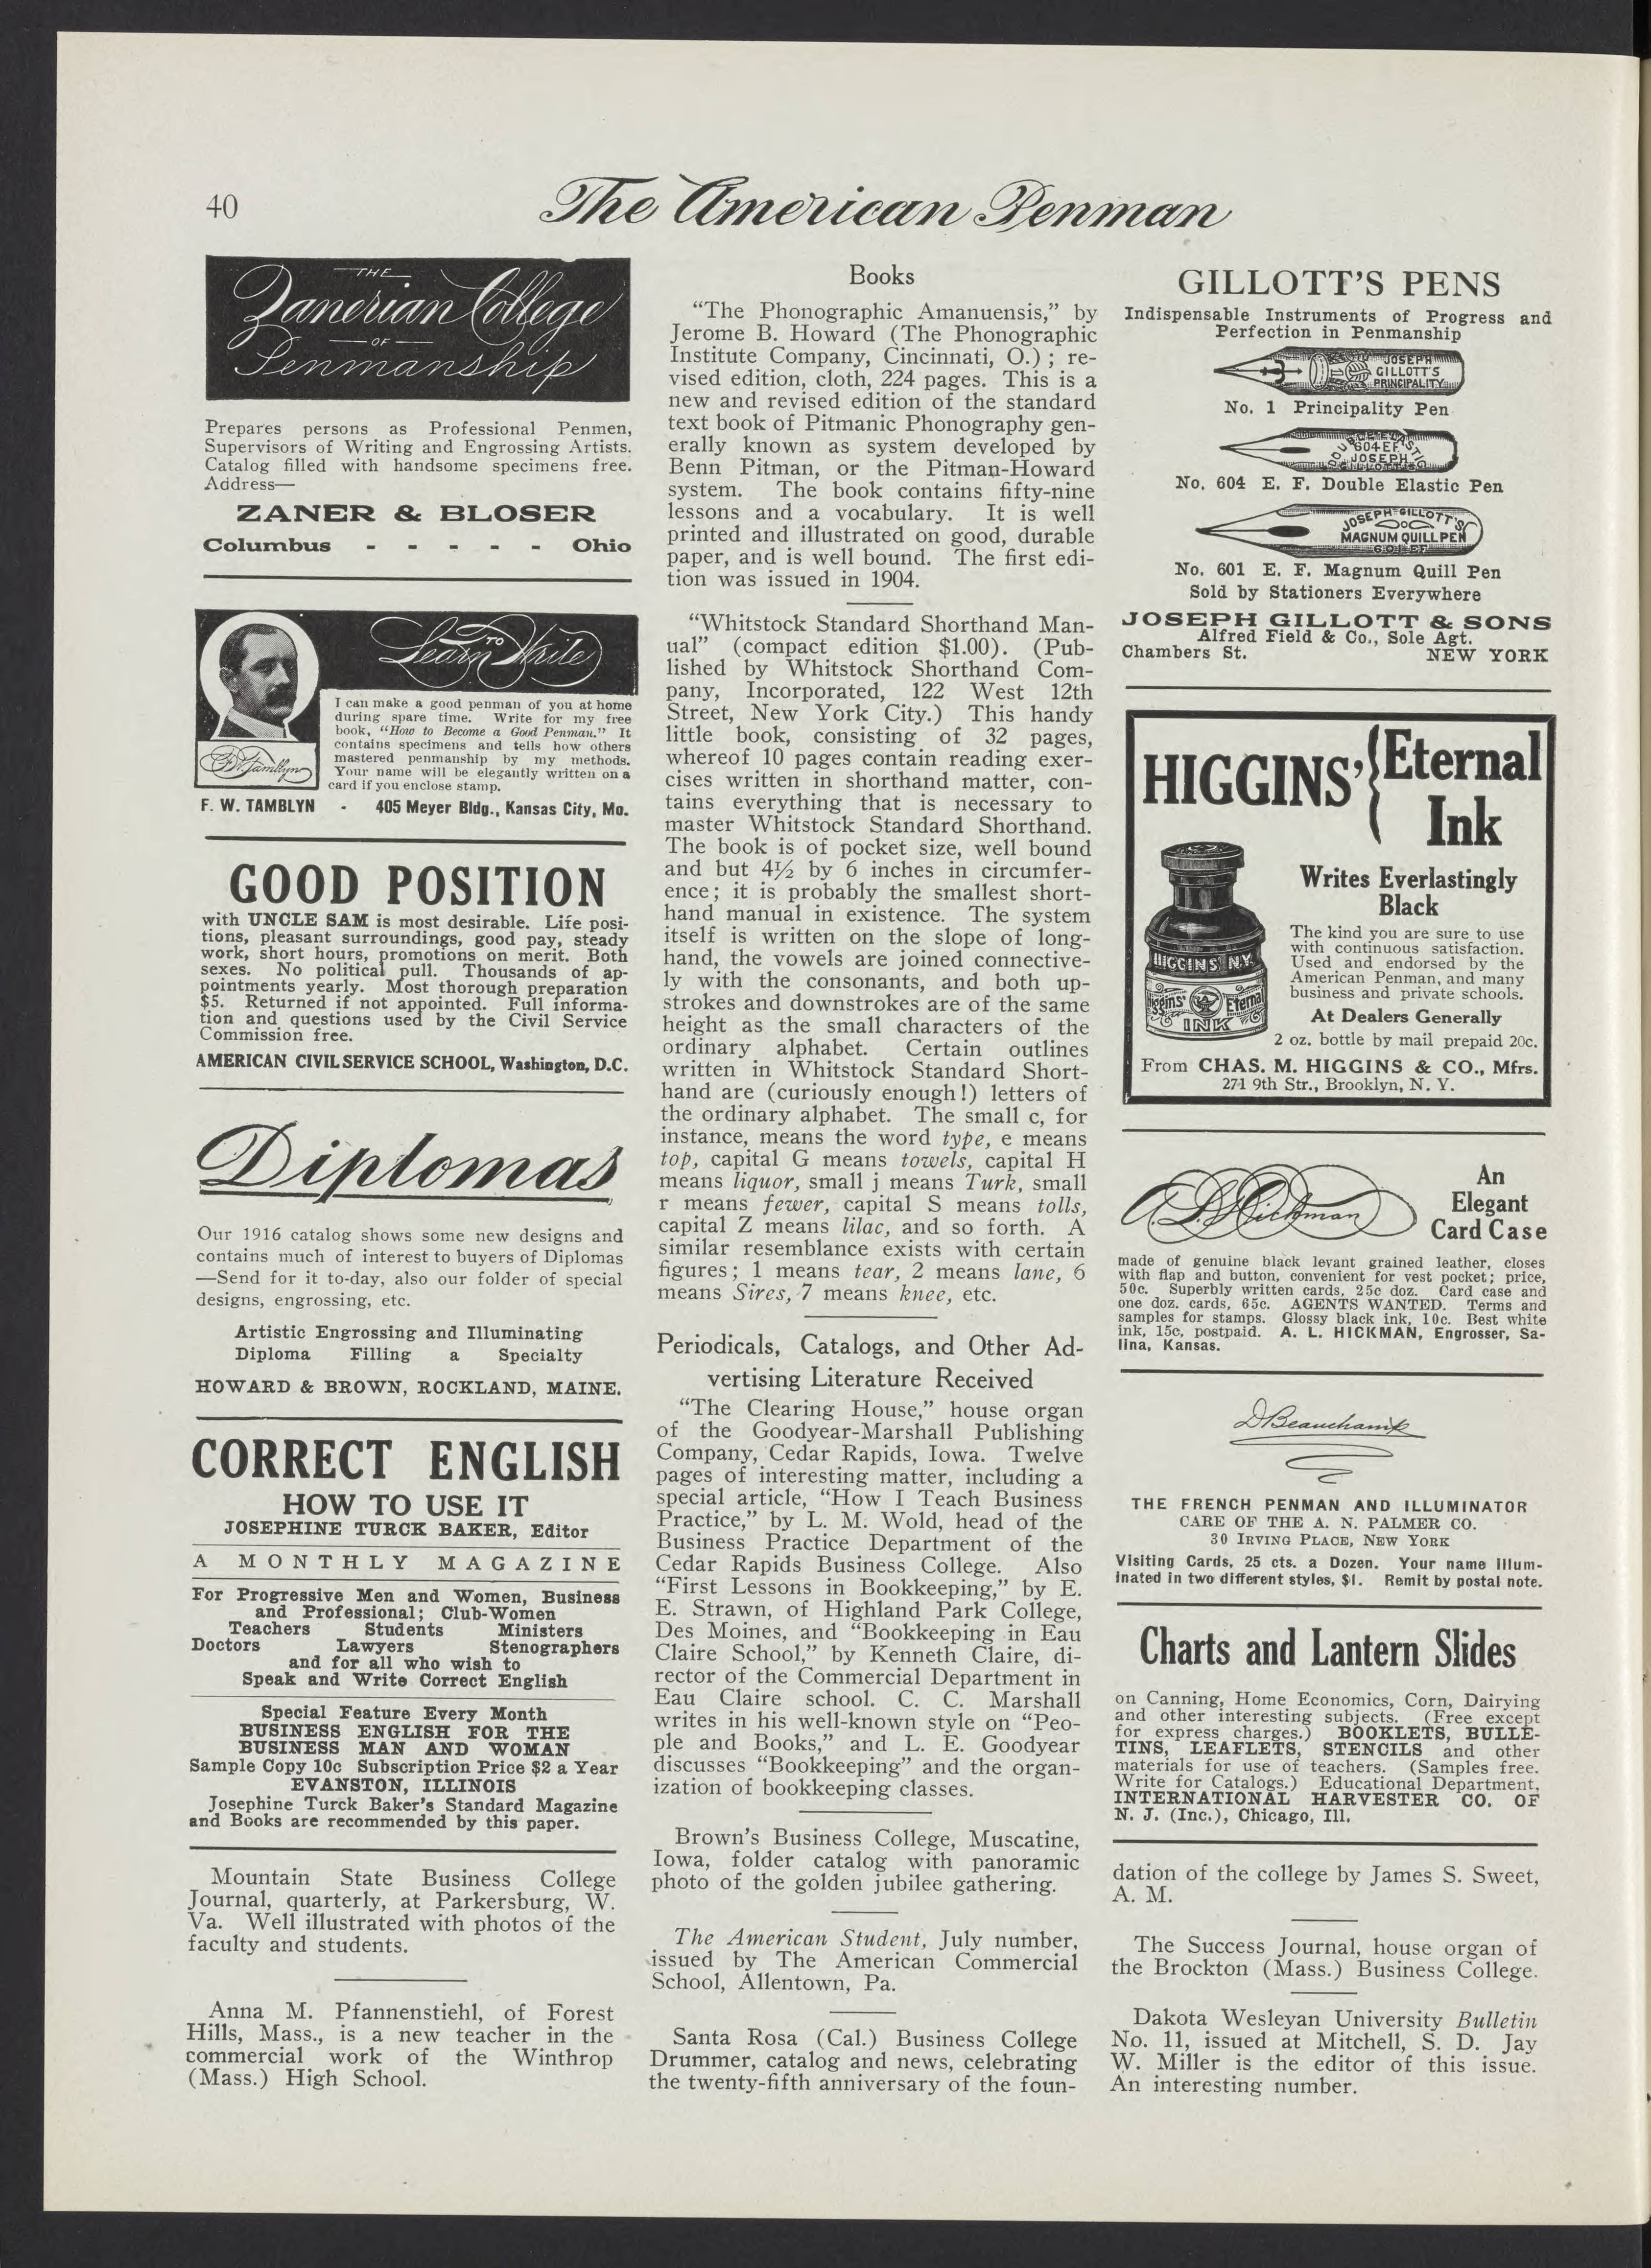 40
The American Penman
THE
Zanerian College
OF
Penmanship
Prepares persons as Professional Penmen,
Supervisors of Writing and Engrossing Artists.
Catalog filled with handsome specimens free.
Address—
ZANER & BLOSER
Columbus - - - - - Ohio
Learn TO Write
I can make a good penman of you at home
during spare time. Write for my free
book, "How to Become a Good Penman." It
contains specimens and tells how others
mastered penmanship by my methods.
Your name will be elegantly written on a
card if you enclose stamp.
F. W. Tamblyn
F. W. TAMBLYN - 405 Meyer Bldg., Kansas City, Mo.
GOOD POSITION
with UNCLE SAM is most desirable. Life posi-
tions, pleasant surroundings, good pay, steady
work, short hours, promotions on merit. Both
sexes. No political pull. Thousands of ap-
pointments yearly. Most thorough preparation
$5. Returned if not appointed. Full informa-
tion and questions used by the Civil Service
Commission free.
AMERICAN CIVIL SERVICE SCHOOL, Washington, D.C.
Diplomas
Our 1916 catalog shows some new designs and
contains much of interest to buyers of Diplomas
—Send for it to-day, also our folder of special
designs, engrossing, etc.
Artistic Engrossing and Illuminating
Diploma Filling a Specialty
HOWARD & BROWN, ROCKLAND, MAINE.
CORRECT ENGLISH
HOW TO USE IT
JOSEPHINE TURCK BAKER, Editor
A MONTHLY MAGAZINE
For Progressive Men and Women, Business
and Professional; Club-Women
Teachers Students Ministers
Doctors Lawyers Stenographers
and for all who wish to
Speak and Write Correct English
Special Feature Every Month
BUSINESS ENGLISH FOR THE
BUSINESS MAN AND WOMAN
Sample Copy 10c Subscription Price $2 a Year
EVANSTON, ILLINOIS
Josephine Turck Baker's Standard Magazine
and Books are recommended by this paper.
Mountain State Business College
Journal, quarterly, at Parkersburg, W.
Va. Well illustrated with photos of the
faculty and students.
Anna M. Pfannenstiehl, of Forest
Hills, Mass., is a new teacher in the
commercial work of the Winthrop
(Mass.) High School.
Books
"The Phonographic Amanuensis," by
Jerome B. Howard (The Phonographic
Institute Company, Cincinnati, O.); re-
vised edition, cloth, 224 pages. This is a
new and revised edition of the standard
text book of Pitmanic Phonography gen-
erally known as system developed by
Benn Pitman, or the Pitman-Howard
system. The book contains fifty-nine
lessons and a vocabulary. It is well
printed and illustrated on good, durable
paper, and is well bound. The first edi-
tion was issued in 1904.
"Whitstock Standard Shorthand Man-
ual" (compact edition $1.00). (Pub-
lished by Whitstock Shorthand Com-
pany, Incorporated, 122 West 12th
Street, New York City.) This handy
little book, consisting of 32 pages,
whereof 10 pages contain reading exer-
cises written in shorthand matter, con-
tains everything that is necessary to
master Whitstock Standard Shorthand.
The book is of pocket size, well bound
and but 4½ by 6 inches in circumfer-
ence; it is probably the smallest short-
hand manual in existence. The system
itself is written on the slope of long-
hand, the vowels are joined connective-
ly with the consonants, and both up-
strokes and downstrokes are of the same
height as the small characters of the
ordinary alphabet. Certain outlines
written in Whitstock Standard Short-
hand are (curiously enough!) letters of
the ordinary alphabet. The small c, for
instance, means the word type, e means
top, capital G means towels, capital H
means liquor, small j means Turk, small
r means fewer, capital S means tolls,
capital Z means lilac, and so forth. A
similar resemblance exists with certain
figures; 1 means tear, 2 means lane, 6
means Sires, 7 means knee, etc.
Periodicals, Catalogs, and Other Ad-
vertising Literature Received
"The Clearing House," house organ
of the Goodyear-Marshall Publishing
Company, Cedar Rapids, Iowa. Twelve
pages of interesting matter, including a
special article, "How I Teach Business
Practice," by L. M. Wold, head of the
Business Practice Department of the
Cedar Rapids Business College. Also
"First Lessons in Bookkeeping," by E.
E. Strawn, of Highland Park College,
Des Moines, and "Bookkeeping in Eau
Claire School," by Kenneth Claire, di-
rector of the Commercial Department in
Eau Claire school. C. C. Marshall
writes in his well-known style on "Peo-
ple and Books," and L. E. Goodyear
discusses "Bookkeeping" and the organ-
ization of bookkeeping classes.
Brown's Business College, Muscatine,
Iowa, folder catalog with panoramic
photo of the golden jubilee gathering.
The American Student, July number,
issued by The American Commercial
School, Allentown, Pa.
Santa Rosa (Cal.) Business College
Drummer, catalog and news, celebrating
the twenty-fifth anniversary of the foun-
GILLOTT'S PENS
Indispensable Instruments of Progress and
Perfection in Penmanship
JOSEPH
GILLOTT'S
PRINCIPALITY
No. 1 Principality Pen
DOUBLE ELASTIC
604 EF
JOSEPH
GILLOTT'S
No. 604 E. F. Double Elastic Pen
JOSEPH GILLOTT'S
MAGNUM QUILL PEN
601 EF
No. 601 E. F. Magnum Quill Pen
Sold by Stationers Everywhere
JOSEPH GILLOTT & SONS
Alfred Field & Co., Sole Agt.
Chambers St. NEW YORK
HIGGINS' Eternal
Ink
Writes Everlastingly
Black
HIGGINS' N.Y.
Higgins' Eternal
INK
The kind you are sure to use
with continuous satisfaction.
Used and endorsed by the
American Penman, and many
business and private schools.
At Dealers Generally
2 oz. bottle by mail prepaid 20c.
From CHAS. M. HIGGINS & CO., Mfrs.
271 9th Str., Brooklyn, N. Y.
A. L. Hickman
An
Elegant
Card Case
made of genuine black levant grained leather, closes
with flap and button, convenient for vest pocket; price,
50c. Superbly written cards, 25c doz. Card case and
one doz. cards, 65c. AGENTS WANTED. Terms and
samples for stamps. Glossy black ink, 10c. Best white
ink, 15c, postpaid. A. L. HICKMAN, Engrosser, Sa-
lina, Kansas.
D Beauchamp
THE FRENCH PENMAN AND ILLUMINATOR
CARE OF THE A. N. PALMER CO.
30 IRVING PLACE, NEW YORK
Visiting Cards, 25 cts. a Dozen. Your name Illum-
inated in two different styles, $1. Remit by postal note.
Charts and Lantern Slides
on Canning, Home Economics, Corn, Dairying
and other interesting subjects. (Free except
for express charges.) BOOKLETS, BULLE-
TINS, LEAFLETS, STENCILS and other
materials for use of teachers. (Samples free.
Write for Catalogs.) Educational Department,
INTERNATIONAL HARVESTER CO. OF
N. J. (Inc.), Chicago, Ill.
dation of the college by James S. Sweet,
A. M.
The Success Journal, house organ of
the Brockton (Mass.) Business College.
Dakota Wesleyan University Bulletin
No. 11, issued at Mitchell, S. D. Jay
W. Miller is the editor of this issue.
An interesting number.